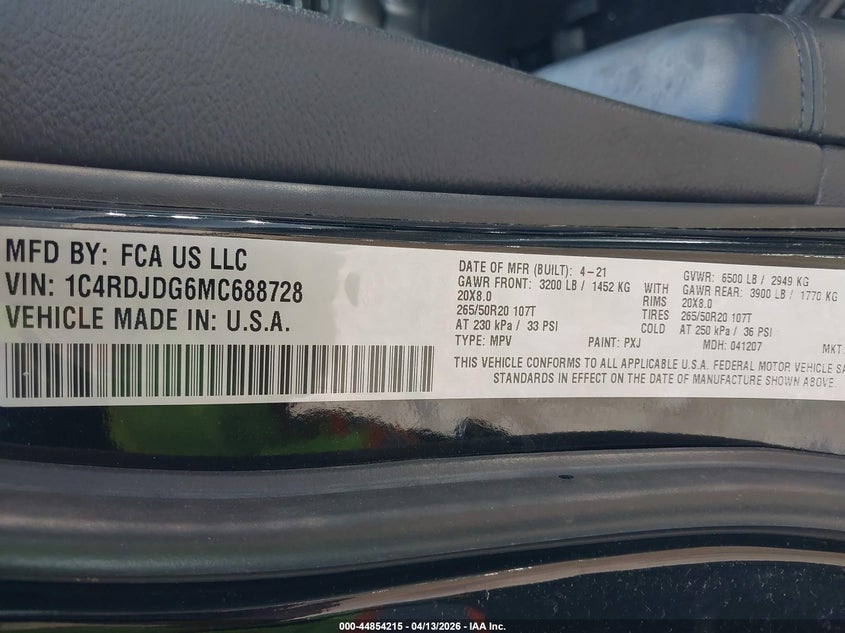 MFD BY: FCA US LLC
VIN: 1C4RDJDG6MC688728
VEHICLE MADE IN: U.S.A.
DATE OF MFR (BUILT): 4-21
GAWR FRONT: 3200 LB / 1452 KG
20X8.0
265/50R20 107T
AT 230 kPa / 33 PSI
TYPE: MPV
PAINT: PXJ
WITH
RIMS
TIRES
COLD
GVWR: 6500 LB / 2949 KG
GAWR REAR: 3900 LB / 1770 KG
20X8.0
265/50R20 107T
AT 250 kPa / 36 PSI
MDH: 041207
MKT
THIS VEHICLE CONFORMS TO ALL APPLICABLE U.S.A. FEDERAL MOTOR VEHICLE SA
STANDARDS IN EFFECT ON THE DATE OF MANUFACTURE SHOWN ABOVE.
000-44854215 - 04/13/2026 - IAA Inc.